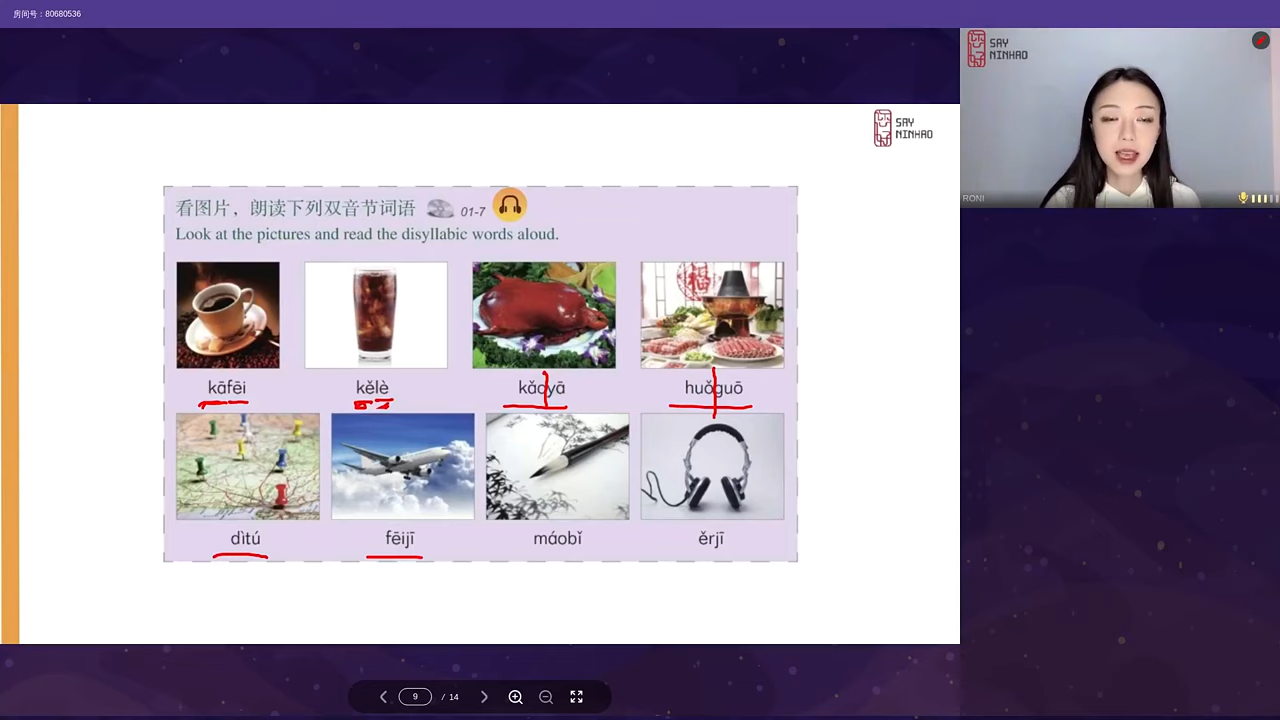 房间号：80680536
SAY
NINHAO
RONI
SAY
NINHAO
看图片，朗读下列双音节词语 01-7
Look at the pictures and read the disyllabic words aloud.
福
kāfēi kělè kǎoyā huǒguō
dìtú fēijī máobǐ ěrjī
9 / 14